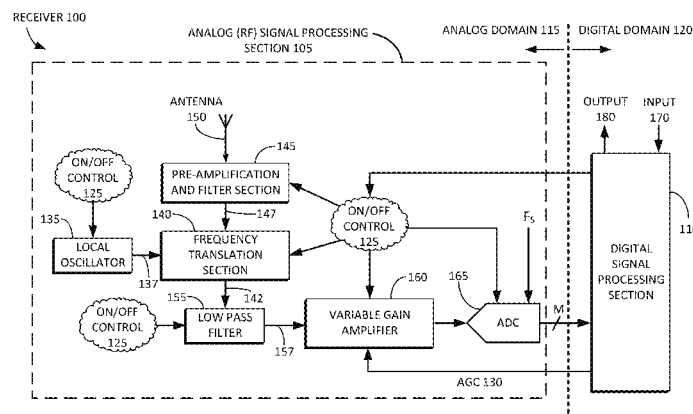 RECEIVER 100
ANALOG (RF) SIGNAL PROCESSING
SECTION 105
ANALOG DOMAIN 115
DIGITAL DOMAIN 120
ANTENNA
150
OUTPUT
180
INPUT
170
145
ON/OFF
CONTROL
125
PRE-AMPLIFICATION
AND FILTER SECTION
147
140
135
LOCAL
OSCILLATOR
137
FREQUENCY
TRANSLATION
SECTION
ON/OFF
CONTROL
125
FS
DIGITAL
SIGNAL
PROCESSING
SECTION
142
155
160
165
ON/OFF
CONTROL
125
LOW PASS
FILTER
157
VARIABLE GAIN
AMPLIFIER
ADC
M
AGC 130